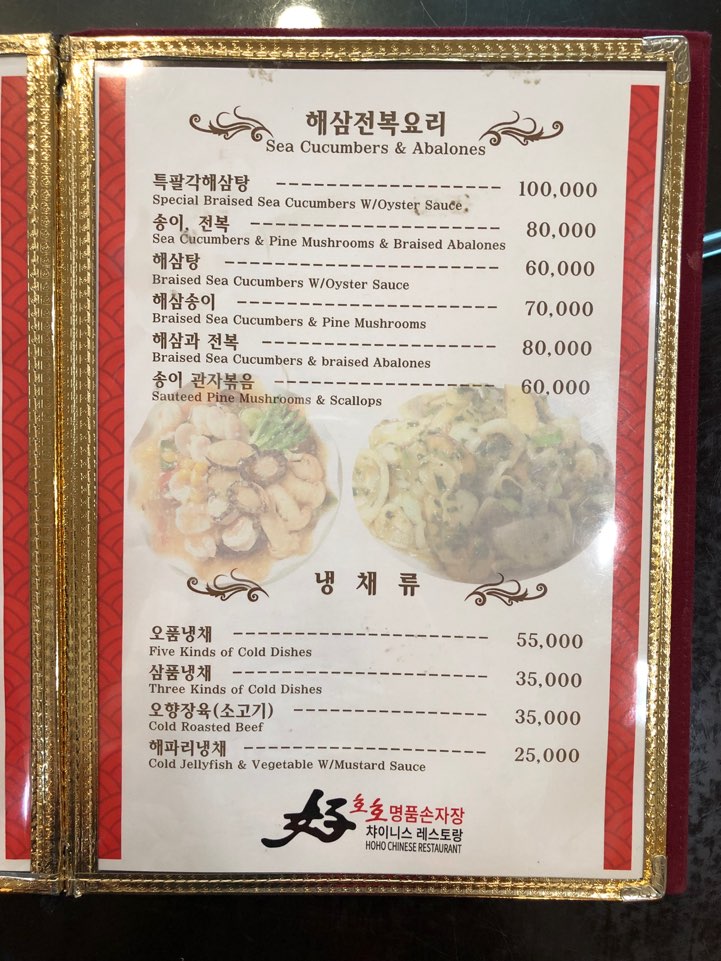 해삼전복요리
Sea Cucumbers & Abalones
특팔각해삼탕 100,000
Special Braised Sea Cucumbers W/Oyster Sauce.
송이, 전복 80,000
Sea Cucumbers & Pine Mushrooms & Braised Abalones
해삼탕 60,000
Braised Sea Cucumbers W/Oyster Sauce
해삼송이 70,000
Braised Sea Cucumbers & Pine Mushrooms
해삼과 전복 80,000
Braised Sea Cucumbers & braised Abalones
송이 관자볶음 60,000
Sauteed Pine Mushrooms & Scallops
냉채류
오품냉채 55,000
Five Kinds of Cold Dishes
삼품냉채 35,000
Three Kinds of Cold Dishes
오향장육(소고기) 35,000
Cold Roasted Beef
해파리냉채 25,000
Cold Jellyfish & Vegetable W/Mustard Sauce
好 호호명품손자장
챠이니스 레스토랑
HOHO CHINESE RESTAURANT